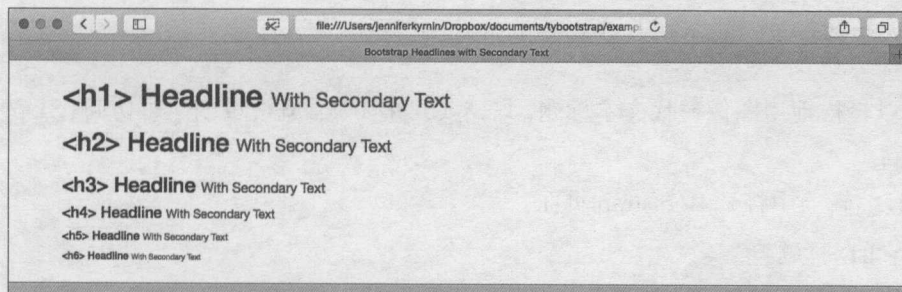 file:///Users/jenniferkyrnin/Dropbox/documents/tybootstrap/examp
Bootstrap Headlines with Secondary Text
<h1> Headline With Secondary Text
<h2> Headline With Secondary Text
<h3> Headline With Secondary Text
<h4> Headline With Secondary Text
<h5> Headline With Secondary Text
<h6> Headline With Secondary Text